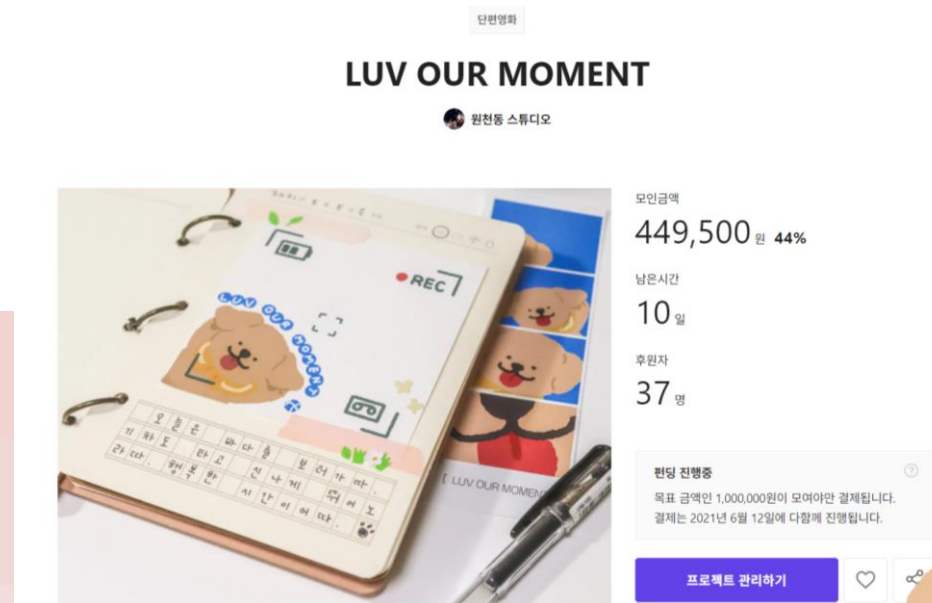 단편영화
LUV OUR MOMENT
원천동 스튜디오
모인금액
449,500 원 44%
남은시간
10 일
후원자
37 명
펀딩 진행중
목표 금액인 1,000,000원이 모여야만 결제됩니다.
결제는 2021년 6월 12일에 다함께 진행됩니다.
프로젝트 관리하기
REC
LUV OUR MOMENT
오늘은 바다를 보러가따.
기차도 타고 신나게 뛰어노
라따. 행복한 시간이어따.
[ LUV OUR MOMENT